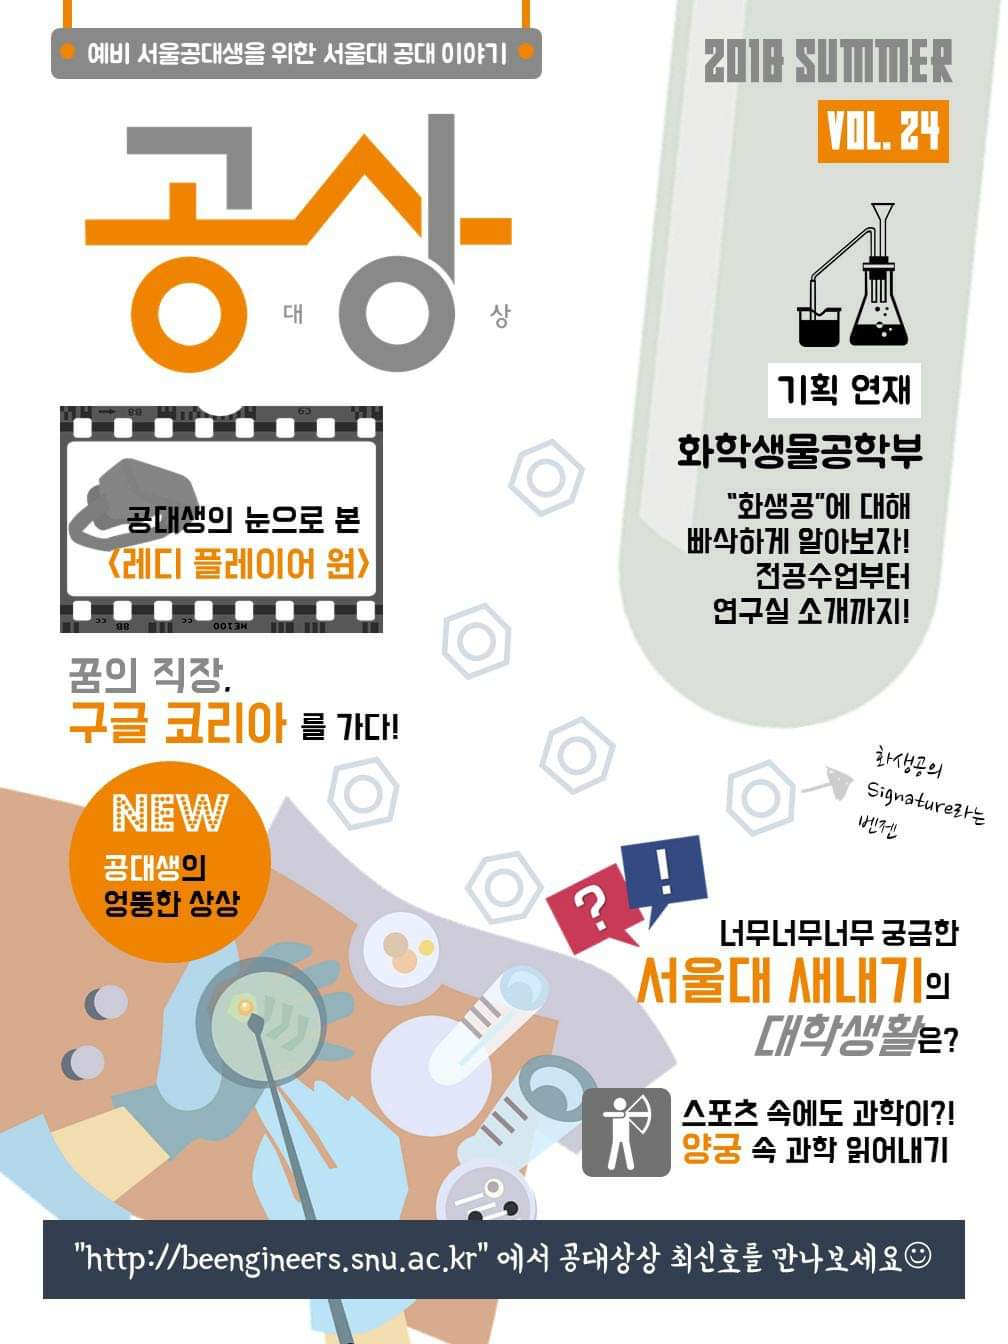 예비 서울공대생을 위한 서울대 공대 이야기
2018 SUMMER
VOL. 24
공상
대 상
기획 연재
화학생물공학부
"화생공"에 대해
빠삭하게 알아보자!
전공수업부터
연구실 소개까지!
공대생의 눈으로 본
<레디 플레이어 원>
꿈의 직장,
구글 코리아 를 가다!
화생공의
Signature라는
벤젠
NEW
공대생의
엉뚱한 상상
? !
너무너무너무 궁금한
서울대 새내기의
대학생활은?
스포츠 속에도 과학이?!
양궁 속 과학 읽어내기
"http://beengineers.snu.ac.kr" 에서 공대상상 최신호를 만나보세요☺